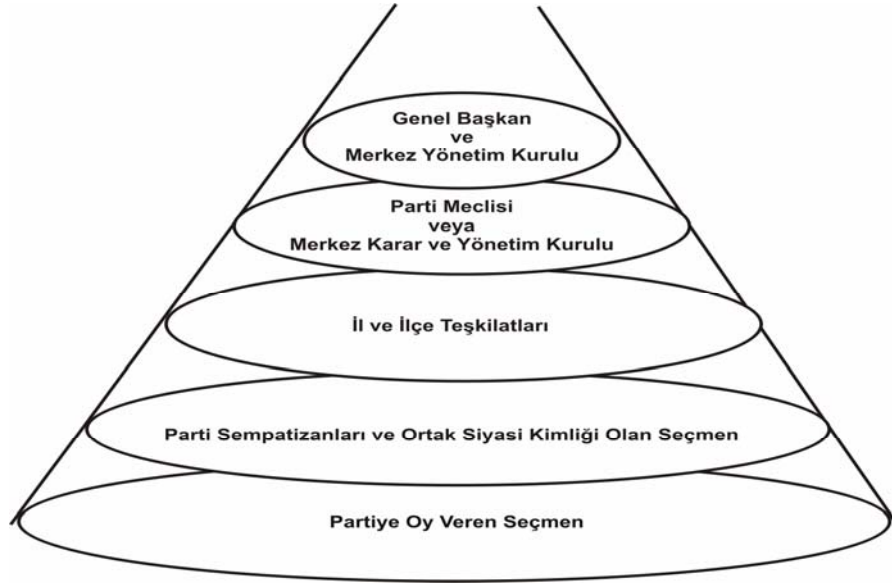 Genel Başkan
ve
Merkez Yönetim Kurulu
Parti Meclisi
veya
Merkez Karar ve Yönetim Kurulu
İl ve İlçe Teşkilatları
Parti Sempatizanları ve Ortak Siyasi Kimliği Olan Seçmen
Partiye Oy Veren Seçmen